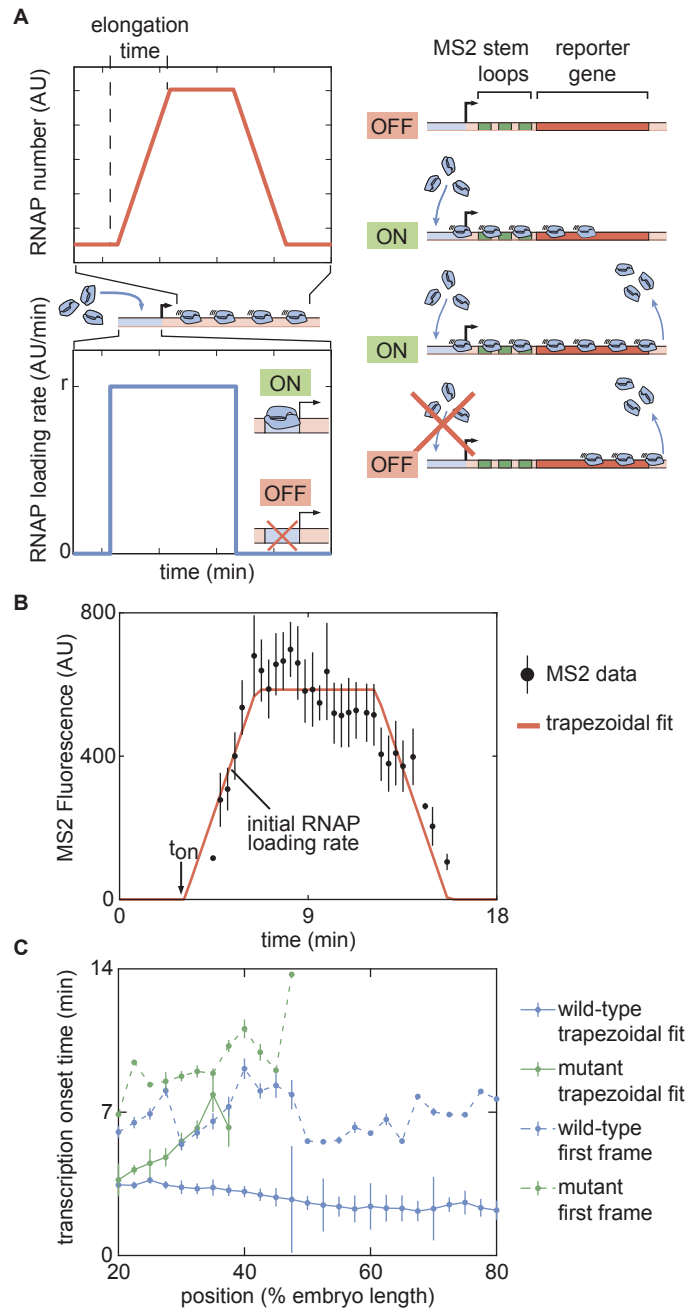 A
elongation
time
RNAP number (AU)
MS2 stem
loops
reporter
gene
OFF
ON
ON
OFF
RNAP loading rate (AU/min)
r
0
ON
OFF
time (min)
B
MS2 Fluorescence (AU)
800
400
0
ton
initial RNAP
loading rate
0
9
18
time (min)
MS2 data
trapezoidal fit
C
transcription onset time (min)
14
7
0
20
40
60
80
position (% embryo length)
wild-type
trapezoidal fit
mutant
trapezoidal fit
wild-type
first frame
mutant
first frame